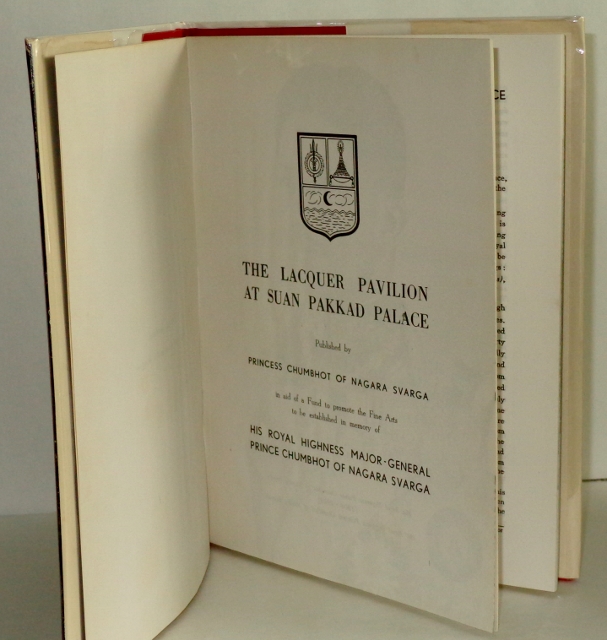 THE LACQUER PAVILION
AT SUAN PAKKAD PALACE
Published by
PRINCESS CHUMBHOT OF NAGARA SVARGA
in aid of a Fund to promote the Fine Arts
to be established in memory of
HIS ROYAL HIGHNESS MAJOR-GENERAL
PRINCE CHUMBHOT OF NAGARA SVARGA